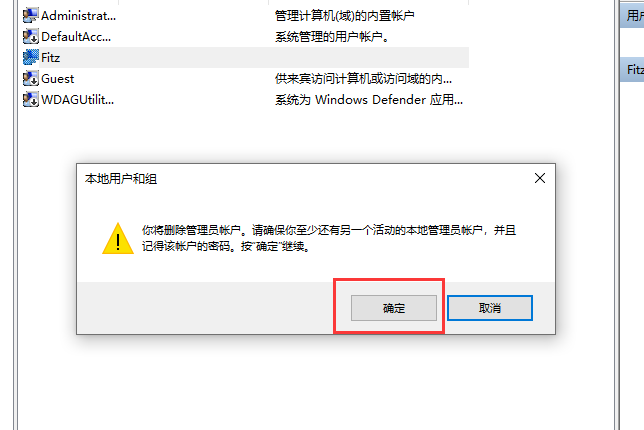 Administrat... 管理计算机(域)的内置帐户
用户
DefaultAcc... 系统管理的用户帐户。
Fitz
Fitz
Guest 供来宾访问计算机或访问域的内...
WDAGUtilit... 系统为 Windows Defender 应用...
本地用户和组
你将删除管理员帐户。请确保你至少还有另一个活动的本地管理员帐户，并且
记得该帐户的密码。按"确定"继续。
确定 取消